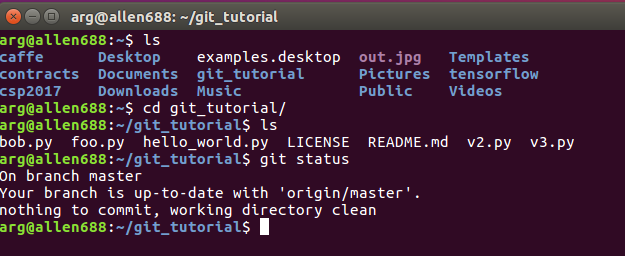 arg@allen688: ~/git_tutorial
arg@allen688:~$ ls
caffe Desktop examples.desktop out.jpg Templates
contracts Documents git_tutorial Pictures tensorflow
csp2017 Downloads Music Public Videos
arg@allen688:~$ cd git_tutorial/
arg@allen688:~/git_tutorial$ ls
bob.py foo.py hello_world.py LICENSE README.md v2.py v3.py
arg@allen688:~/git_tutorial$ git status
On branch master
Your branch is up-to-date with 'origin/master'.
nothing to commit, working directory clean
arg@allen688:~/git_tutorial$